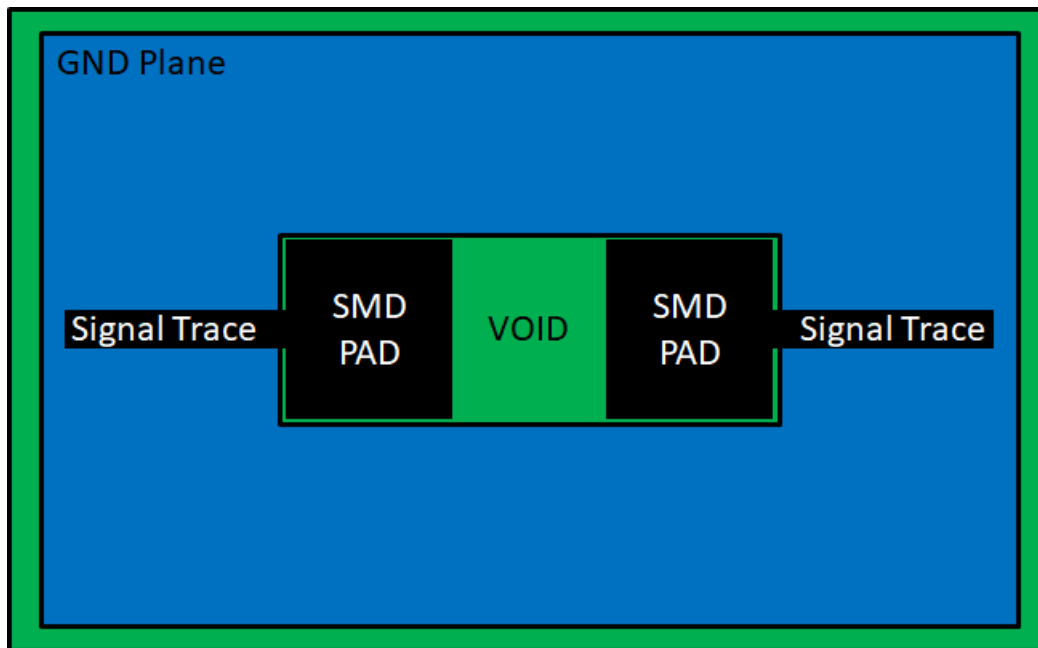 GND Plane
Signal Trace
SMD
PAD
VOID
SMD
PAD
Signal Trace